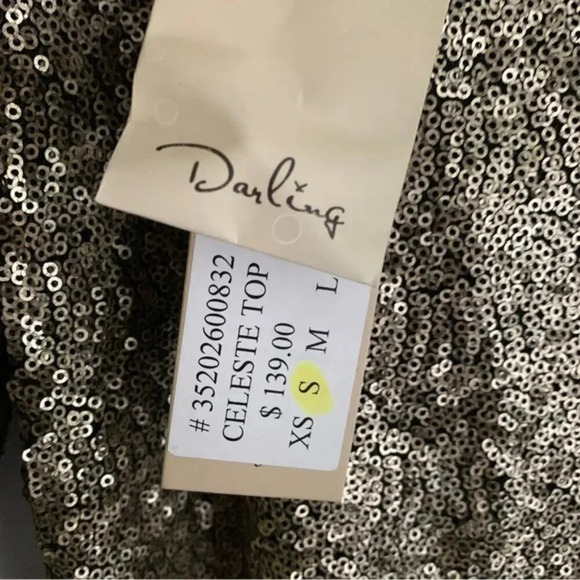 Darling
# 35202600832
CELESTE TOP
$ 139.00
XS S M L